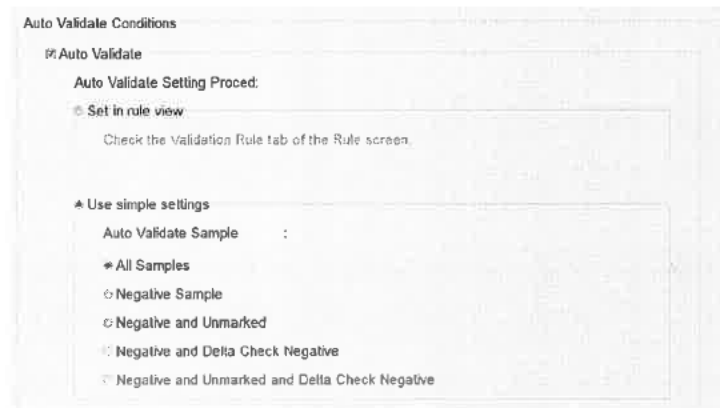 Auto Validate Conditions
Auto Validate
Auto Validate Setting Proced:
Set in rule view
Check the Validation Rule tab of the Rule screen.
Use simple settings
Auto Validate Sample :
All Samples
Negative Sample
Negative and Unmarked
Negative and Delta Check Negative
Negative and Unmarked and Delta Check Negative